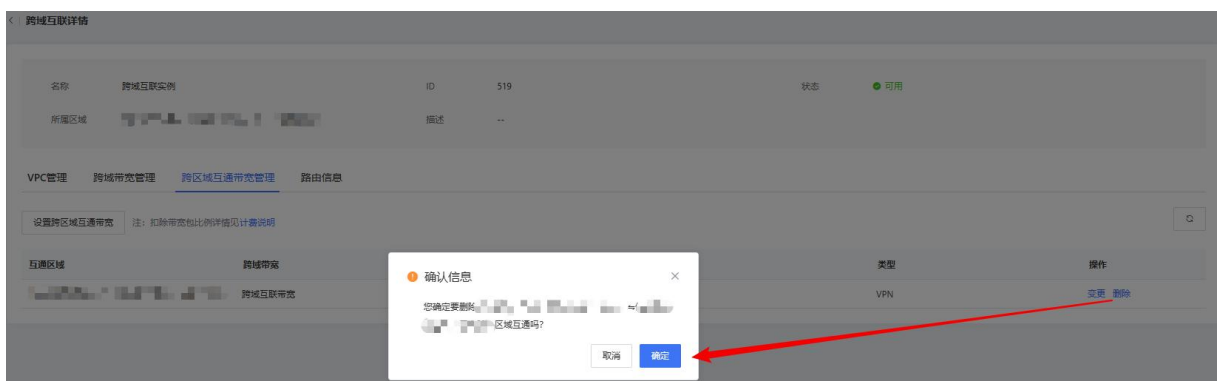 跨域互联详情
名称 跨域互联实例 ID 519 状态 可用
所属区域 描述 --
VPC管理 跨域带宽管理 跨区域互通带宽管理 路由信息
设置跨区域互通带宽 注：扣除带宽包比例详情见计费说明
互通区域 跨域带宽 类型 操作
跨域互联带宽 VPN 变更 删除
确认信息
您确定要删除 ⇋(
区域互通吗?
取消 确定